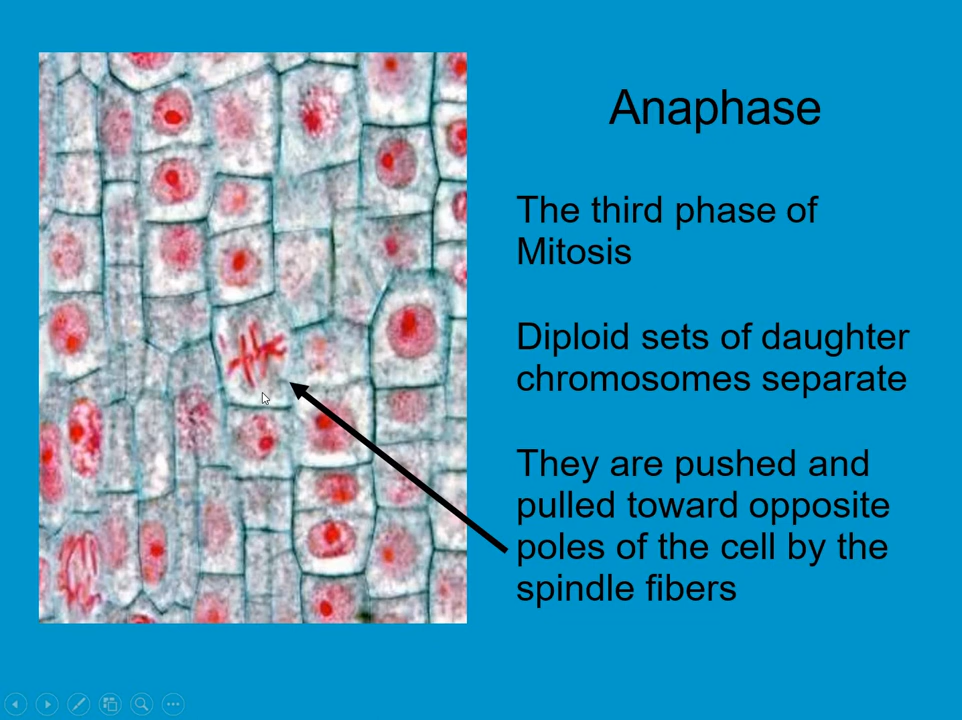 Anaphase
The third phase of
Mitosis
Diploid sets of daughter
chromosomes separate
They are pushed and
pulled toward opposite
poles of the cell by the
spindle fibers